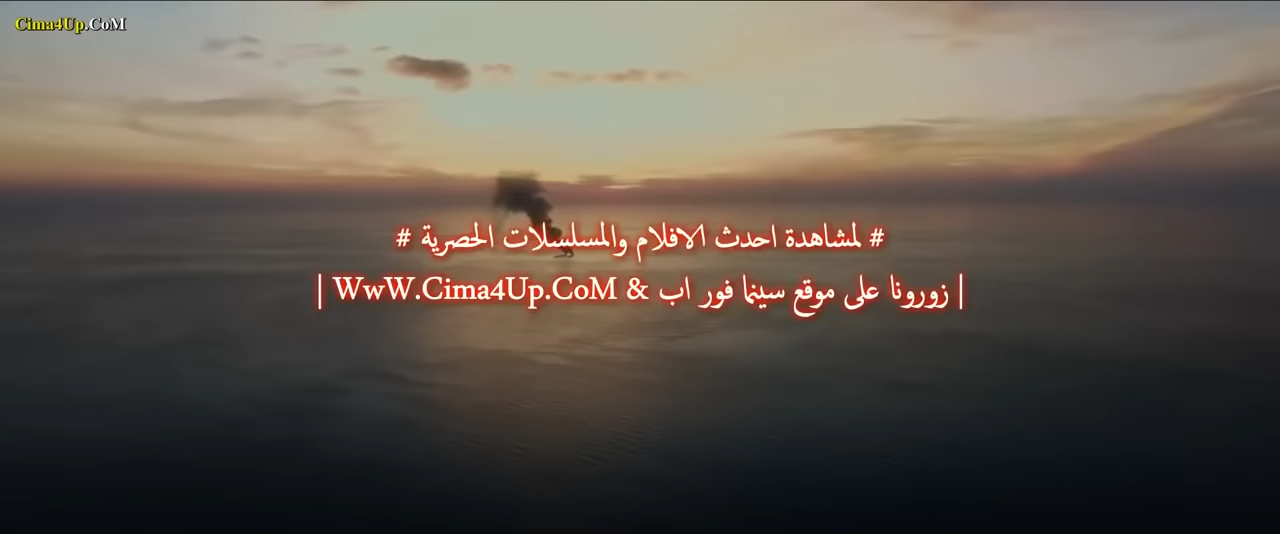 Cima4Up.CoM
# لمشاهدة احدث الافلام والمسلسلات الحصرية #
| زورونا على موقع سينما فور اب & WwW.Cima4Up.CoM |